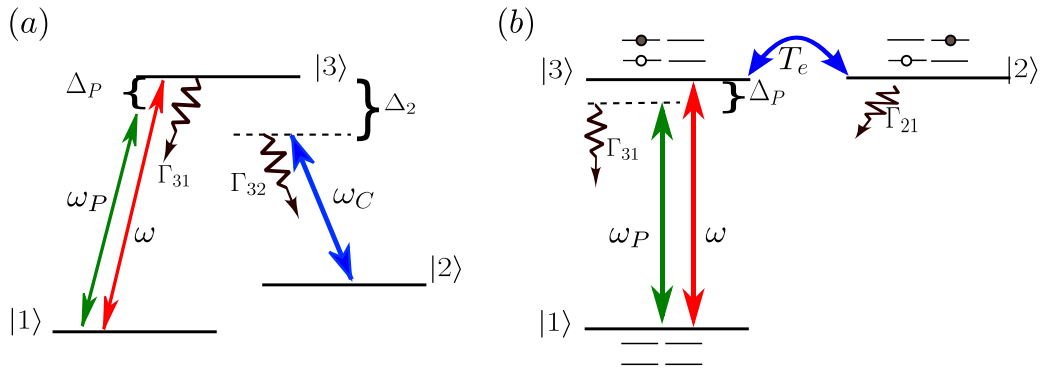 (a)
|3⟩
Δ_P
Δ_2
Γ_31
Γ_32
ω_P
ω
ω_C
|2⟩
|1⟩
(b)
|3⟩
T_e
|2⟩
Δ_P
Γ_31
Γ_21
ω_P
ω
|1⟩